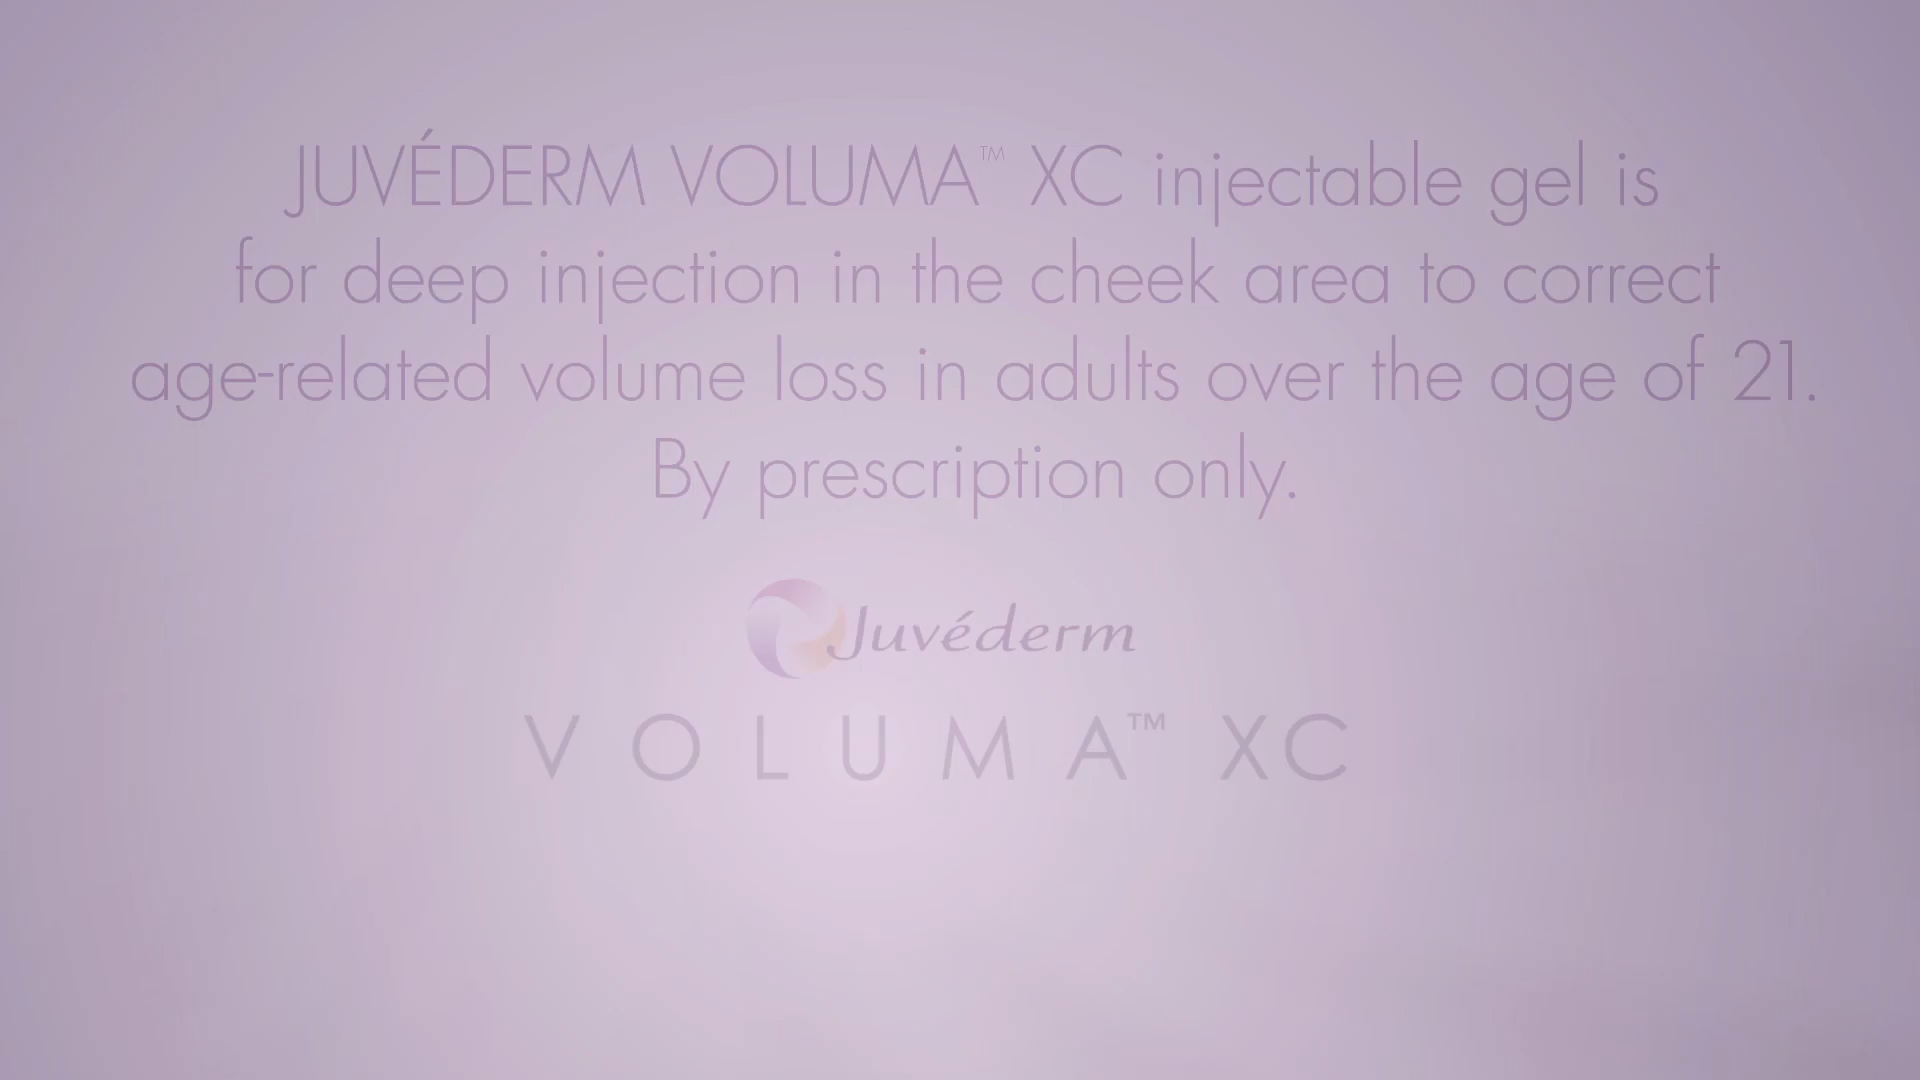 JUVÉDERM VOLUMA™ XC injectable gel is
for deep injection in the cheek area to correct
age-related volume loss in adults over the age of 21.
By prescription only.
Juvéderm
VOLUMA™ XC